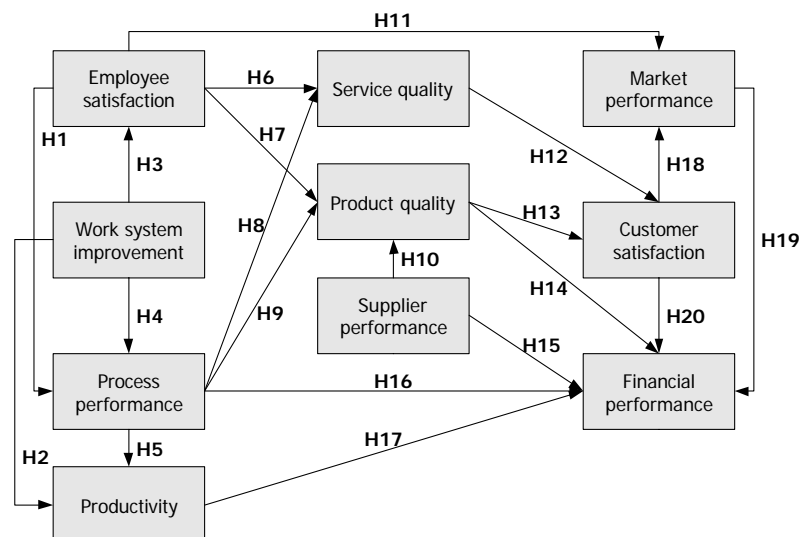 H11
Employee
satisfaction
H6
Service quality
Market
performance
H1
H7
H12
H3
H18
Work system
improvement
H8
Product quality
H13
Customer
satisfaction
H19
H10
H14
H4
H9
Supplier
performance
H20
H15
Process
performance
H16
Financial
performance
H2
H5
H17
Productivity